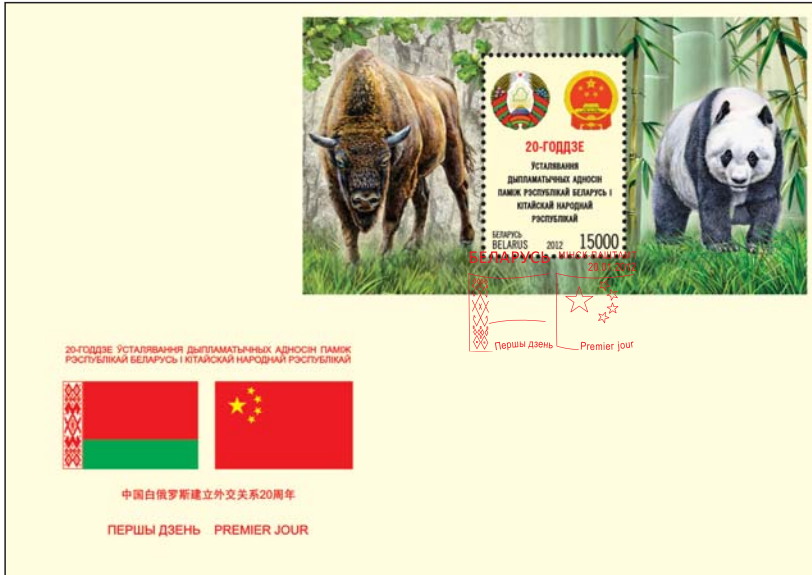 20-ГОДДЗЕ
ЎСТАЛЯВАННЯ
ДЫПЛАМАТЫЧНЫХ АДНОСІН
ПАМІЖ РЭСПУБЛІКАЙ БЕЛАРУСЬ І
КІТАЙСКАЙ НАРОДНАЙ
РЭСПУБЛІКАЙ
БЕЛАРУСЬ
BELARUS 2012 15000
БЕЛАРУСЬ МІНСК ПАШТАМТ
2012
Першы дзень Premier jour
20-ГОДДЗЕ ЎСТАЛЯВАННЯ ДЫПЛАМАТЫЧНЫХ АДНОСІН ПАМІЖ
РЭСПУБЛІКАЙ БЕЛАРУСЬ І КІТАЙСКАЙ НАРОДНАЙ РЭСПУБЛІКАЙ
中国白俄罗斯建立外交关系20周年
ПЕРШЫ ДЗЕНЬ PREMIER JOUR